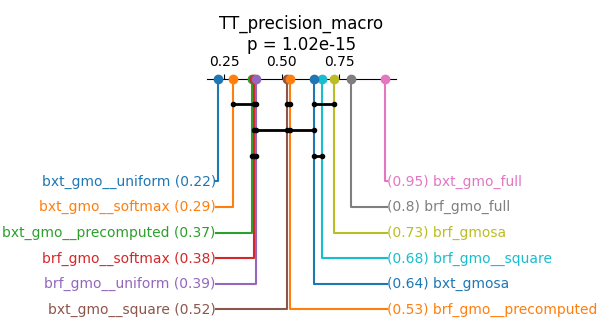 TT_precision_macro
p = 1.02e-15
0.25 0.50 0.75
bxt_gmo__uniform (0.22) (0.95) bxt_gmo_full
bxt_gmo__softmax (0.29) (0.8) brf_gmo_full
bxt_gmo__precomputed (0.37) (0.73) brf_gmosa
brf_gmo__softmax (0.38) (0.68) brf_gmo__square
brf_gmo__uniform (0.39) (0.64) bxt_gmosa
bxt_gmo__square (0.52) (0.53) brf_gmo__precomputed